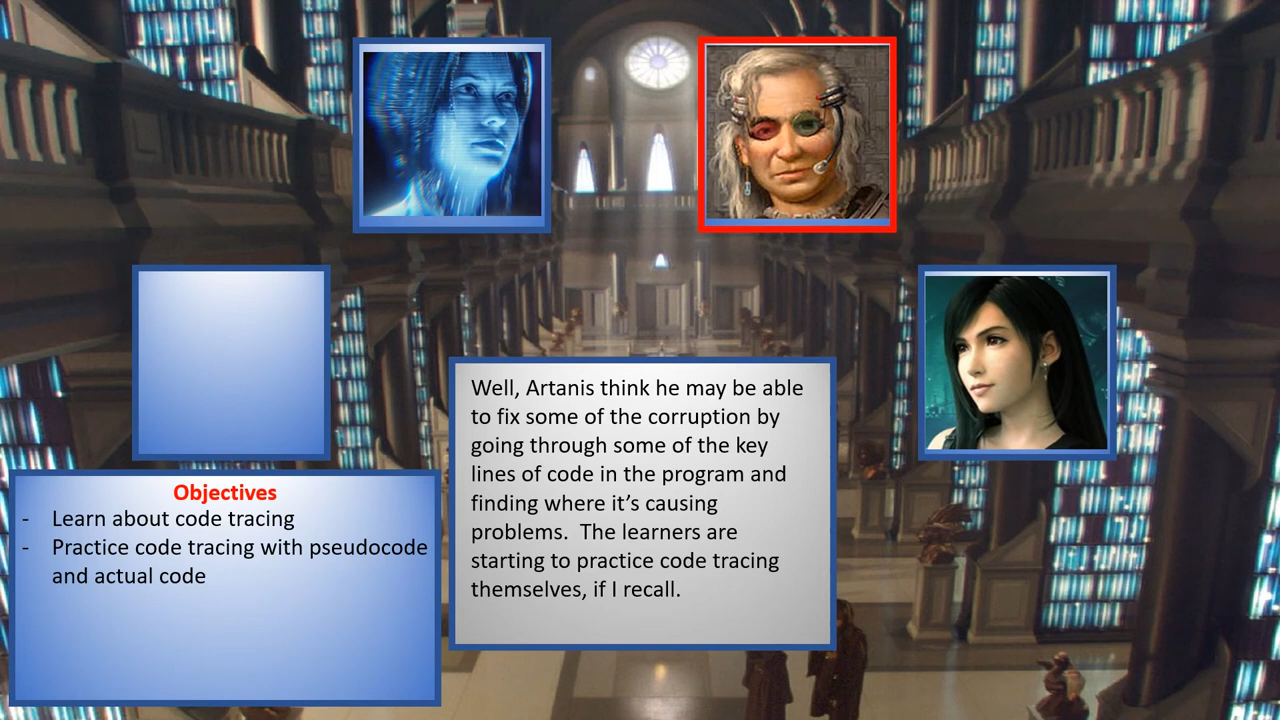 Well, Artanis think he may be able
to fix some of the corruption by
going through some of the key
lines of code in the program and
finding where it’s causing
problems.  The learners are
starting to practice code tracing
themselves, if I recall.
Objectives
- Learn about code tracing
- Practice code tracing with pseudocode
and actual code